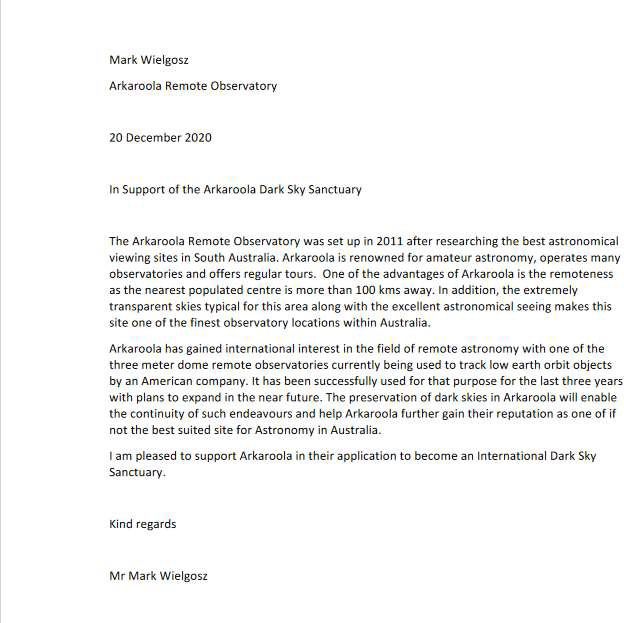 Mark Wielgosz
Arkaroola Remote Observatory
20 December 2020
In Support of the Arkaroola Dark Sky Sanctuary
The Arkaroola Remote Observatory was set up in 2011 after researching the best astronomical
viewing sites in South Australia. Arkaroola is renowned for amateur astronomy, operates many
observatories and offers regular tours.  One of the advantages of Arkaroola is the remoteness
as the nearest populated centre is more than 100 kms away. In addition, the extremely
transparent skies typical for this area along with the excellent astronomical seeing makes this
site one of the finest observatory locations within Australia.
Arkaroola has gained international interest in the field of remote astronomy with one of the
three meter dome remote observatories currently being used to track low earth orbit objects
by an American company. It has been successfully used for that purpose for the last three years
with plans to expand in the near future. The preservation of dark skies in Arkaroola will enable
the continuity of such endeavours and help Arkaroola further gain their reputation as one of if
not the best suited site for Astronomy in Australia.
I am pleased to support Arkaroola in their application to become an International Dark Sky
Sanctuary.
Kind regards
Mr Mark Wielgosz